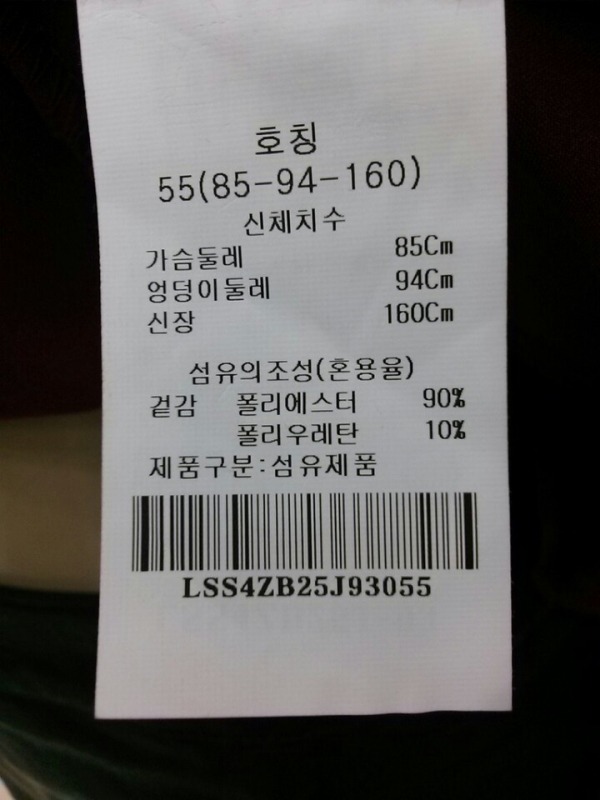 호칭
55(85-94-160)
신체치수
가슴둘레 85Cm
엉덩이둘레 94Cm
신장 160Cm
섬유의조성(혼용율)
겉감 폴리에스터 90%
폴리우레탄 10%
제품구분:섬유제품
LSS4ZB25J93055